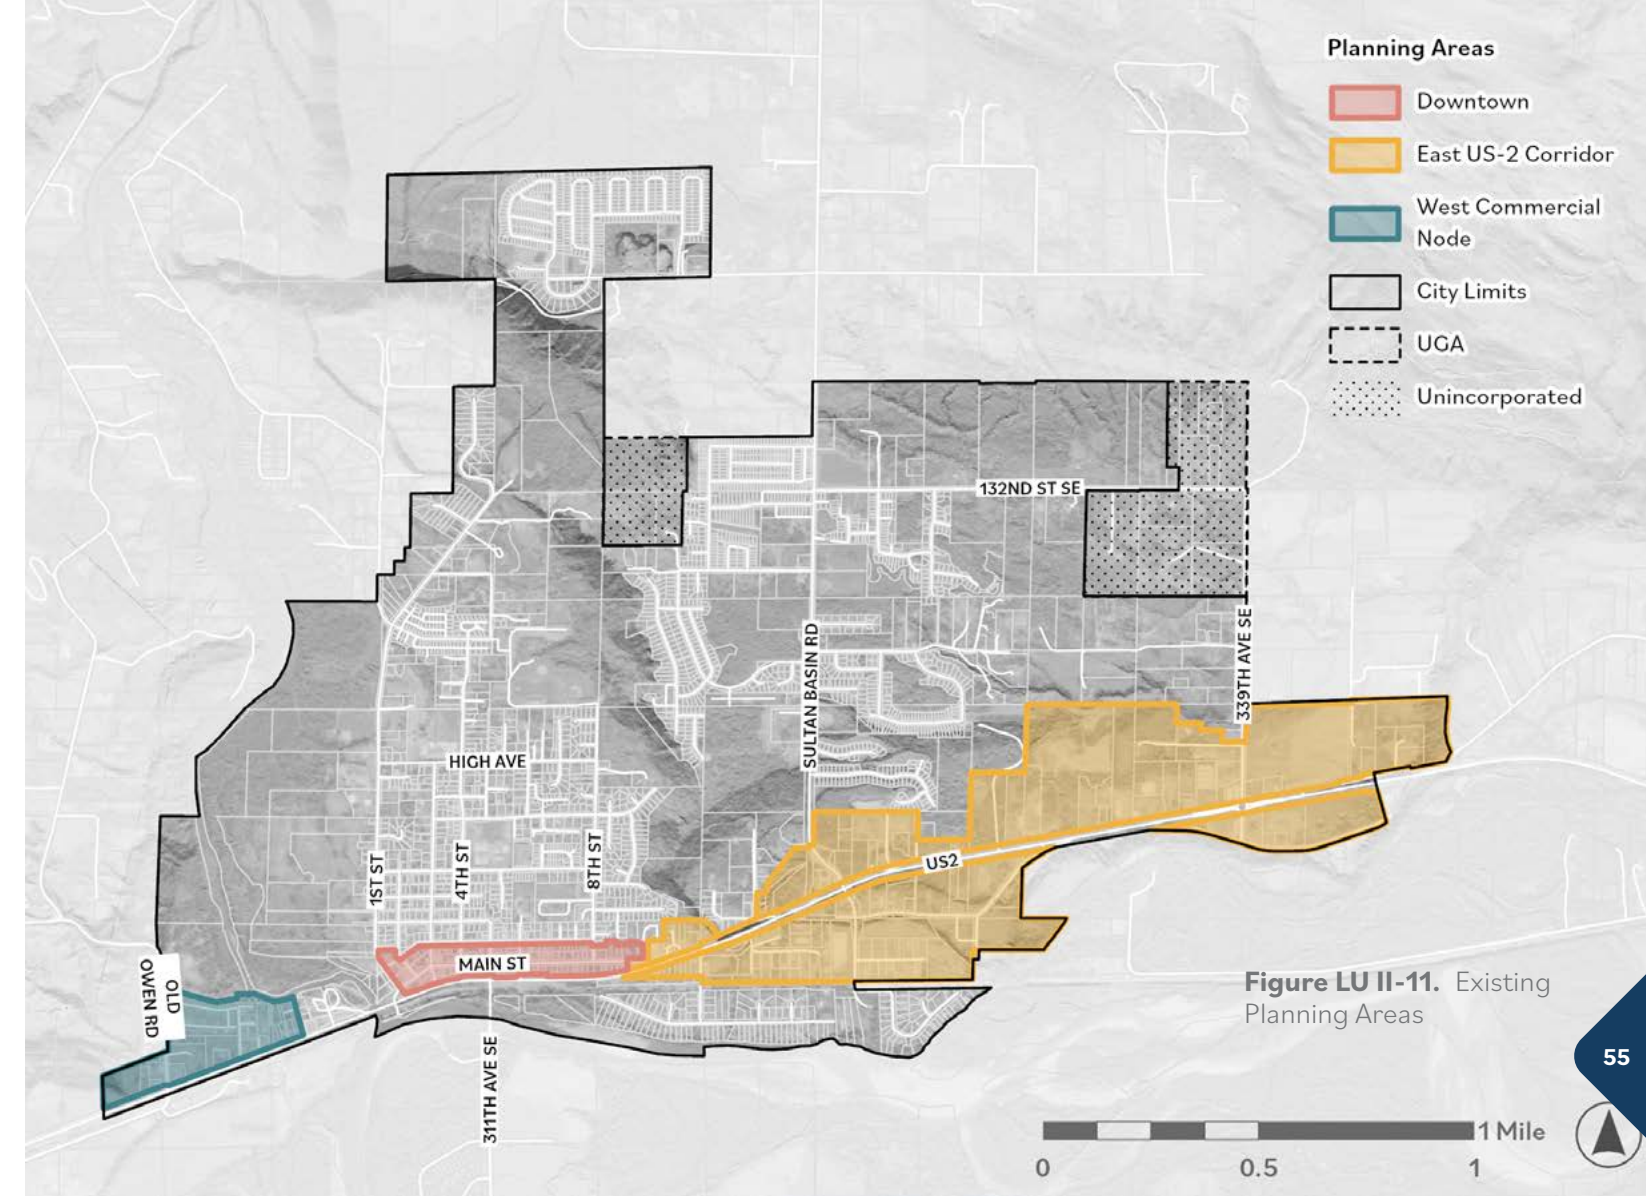 Planning Areas
Downtown
East US-2 Corridor
West Commercial
Node
City Limits
UGA
Unincorporated
132ND ST SE
SULTAN BASIN RD
339TH AVE SE
HIGH AVE
1ST ST
4TH ST
8TH ST
US2
MAIN ST
OLD
OWEN RD
311TH AVE SE
Figure LU II-11. Existing
Planning Areas
55
1 Mile
0 0.5 1